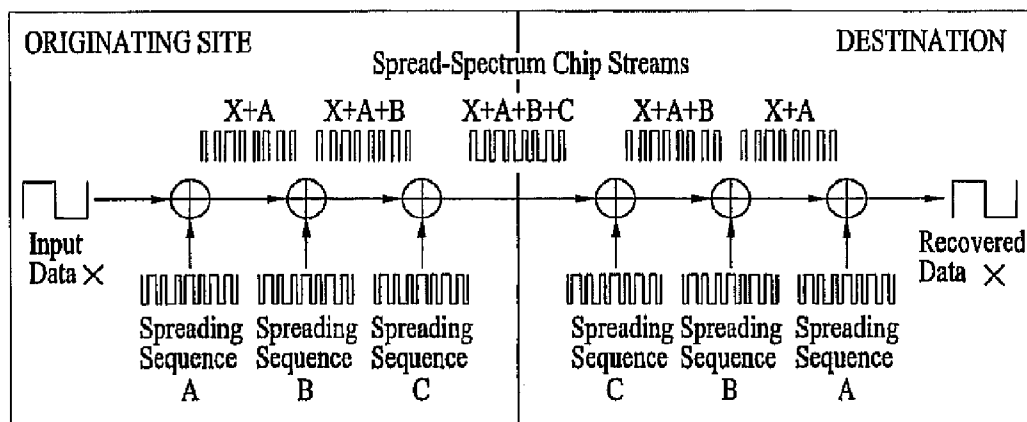 ORIGINATING SITE
DESTINATION
Spread-Spectrum Chip Streams
X+A
X+A+B
X+A+B+C
X+A+B
X+A
Input
Data X
Recovered
Data X
Spreading
Sequence
A
Spreading
Sequence
B
Spreading
Sequence
C
Spreading
Sequence
C
Spreading
Sequence
B
Spreading
Sequence
A